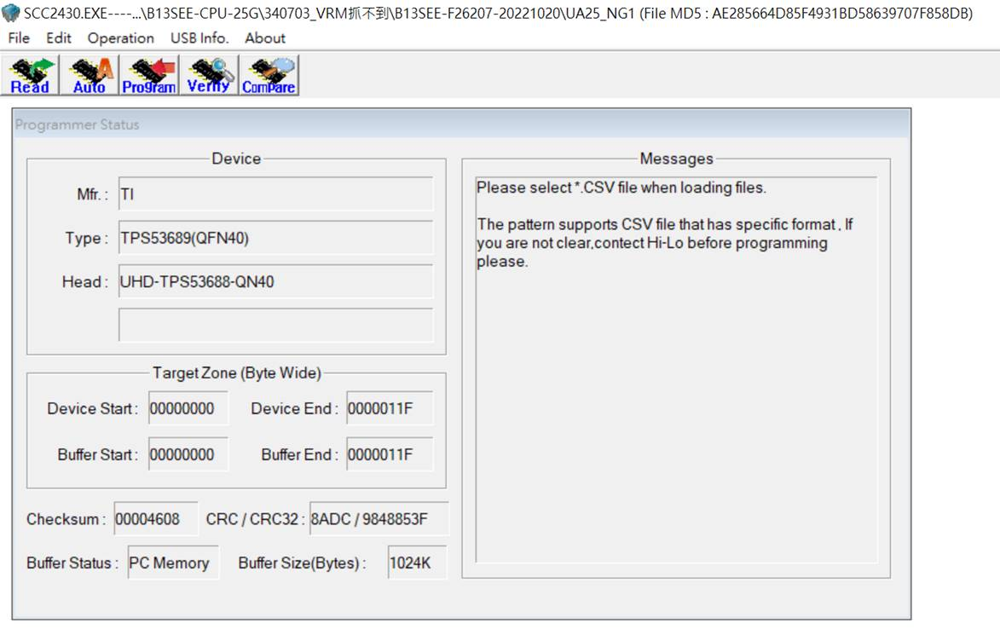 SCC2430.EXE----...\B13SEE-CPU-25G\340703_VRM抓不到\B13SEE-F26207-20221020\UA25_NG1 (File MD5 : AE285664D85F4931BD58639707F858DB)
File Edit Operation USB Info. About
Read Auto Program Verify Compare
Programmer Status
Device
Mfr. : TI
Type : TPS53689(QFN40)
Head : UHD-TPS53688-QN40
Target Zone (Byte Wide)
Device Start : 00000000 Device End : 0000011F
Buffer Start : 00000000 Buffer End : 0000011F
Checksum : 00004608 CRC / CRC32 : 8ADC / 9848853F
Buffer Status : PC Memory Buffer Size(Bytes) : 1024K
Messages
Please select *.CSV file when loading files.
The pattern supports CSV file that has specific format , If
you are not clear,contect Hi-Lo before programming
please.